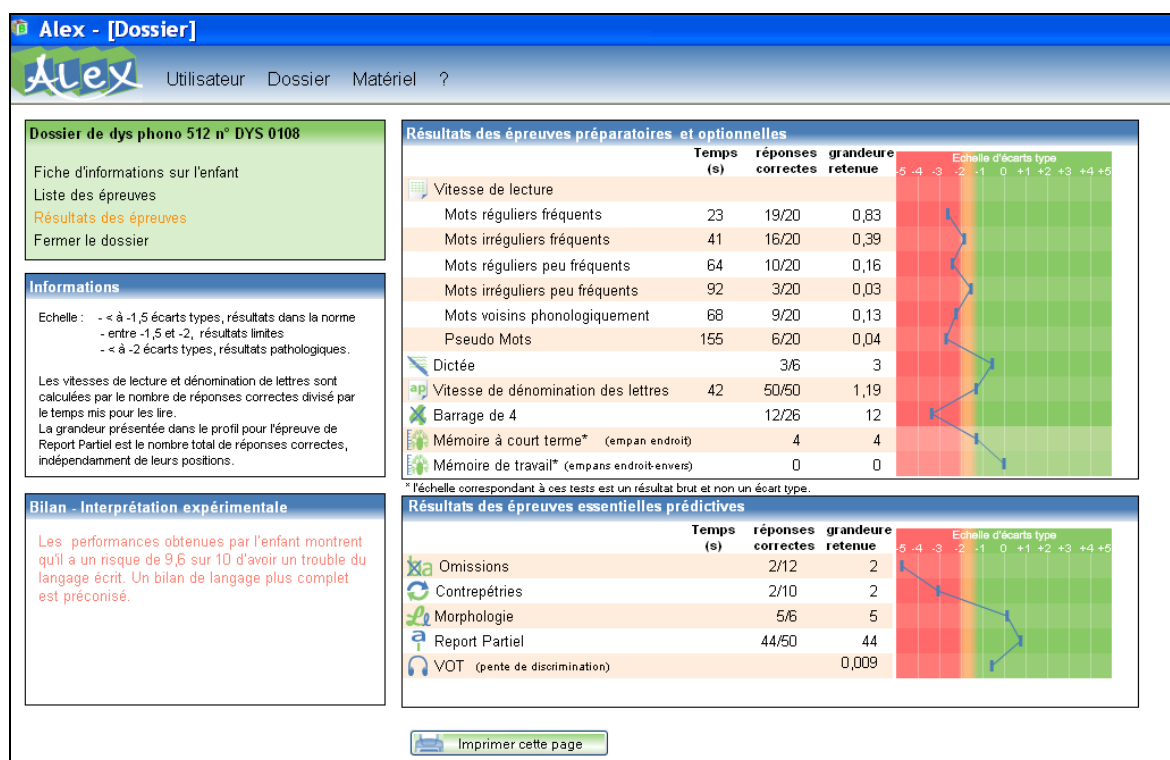 Alex - [Dossier]
ALex Utilisateur Dossier Matériel ?
Dossier de dys phono 512 n° DYS 0108
Fiche d'informations sur l'enfant
Liste des épreuves
Résultats des épreuves
Fermer le dossier
Informations
Echelle : - < à -1,5 écarts types, résultats dans la norme
- entre -1,5 et -2, résultats limites
- < à -2 écarts types, résultats pathologiques.
Les vitesses de lecture et dénomination de lettres sont
calculées par le nombre de réponses correctes divisé par
le temps mis pour les lire.
La grandeur présentée dans le profil pour l'épreuve de
Report Partiel est le nombre total de réponses correctes,
indépendamment de leurs positions.
Bilan - Interprétation expérimentale
Les performances obtenues par l'enfant montrent
qu'il a un risque de 9,6 sur 10 d'avoir un trouble du
langage écrit. Un bilan de langage plus complet
est préconisé.
Résultats des épreuves préparatoires et optionnelles
Temps réponses grandeure Echelle d'écarts type
(s) correctes retenue -5 -4 -3 -2 -1 0 +1 +2 +3 +4 +5
Vitesse de lecture
Mots réguliers fréquents 23 19/20 0,83
Mots irréguliers fréquents 41 16/20 0,39
Mots réguliers peu fréquents 64 10/20 0,16
Mots irréguliers peu fréquents 92 3/20 0,03
Mots voisins phonologiquement 68 9/20 0,13
Pseudo Mots 155 6/20 0,04
Dictée 3/6 3
ap Vitesse de dénomination des lettres 42 50/50 1,19
Barrage de 4 12/26 12
Mémoire à court terme* (empan endroit) 4 4
Mémoire de travail* (empans endroit-envers) 0 0
* l'échelle correspondant à ces tests est un résultat brut et non un écart type.
Résultats des épreuves essentielles prédictives
Temps réponses grandeure Echelle d'écarts type
(s) correctes retenue -5 -4 -3 -2 -1 0 +1 +2 +3 +4 +5
Omissions 2/12 2
Contrepétries 2/10 2
Morphologie 5/6 5
Report Partiel 44/50 44
VOT (pente de discrimination) 0,009
Imprimer cette page